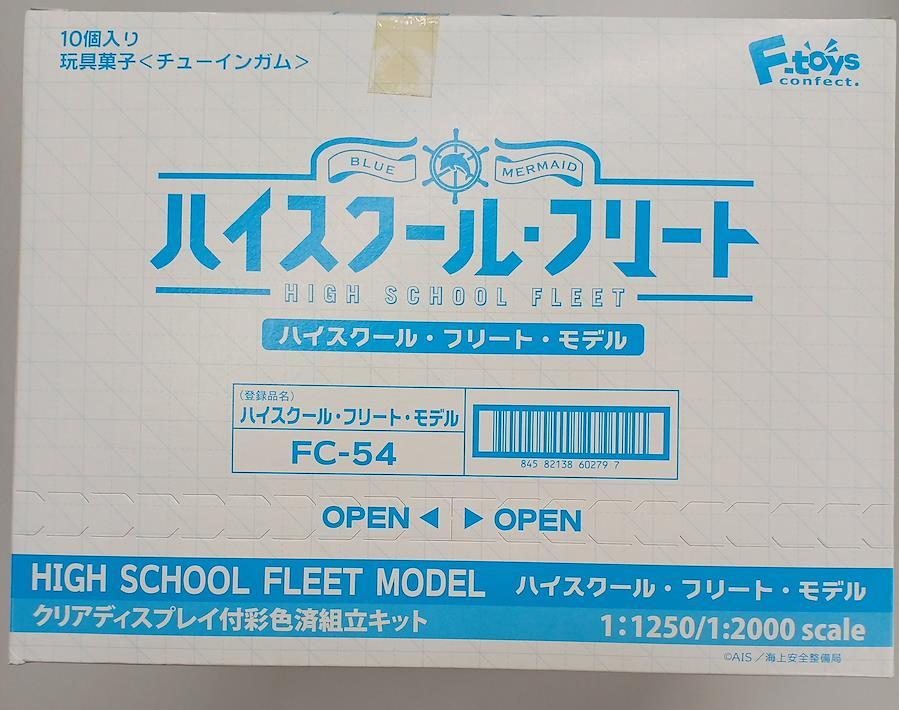 10個入り
玩具菓子<チューインガム>
F-toys
confect.
BLUE MERMAID
ハイスクール・フリート
HIGH SCHOOL FLEET
ハイスクール・フリート・モデル
(登録品名)
ハイスクール・フリート・モデル
FC-54
845 82138 60279 7
OPEN ◀ ▶ OPEN
HIGH SCHOOL FLEET MODEL ハイスクール・フリート・モデル
クリアディスプレイ付彩色済組立キット
1:1250/1:2000 scale
©AIS/海上安全整備局